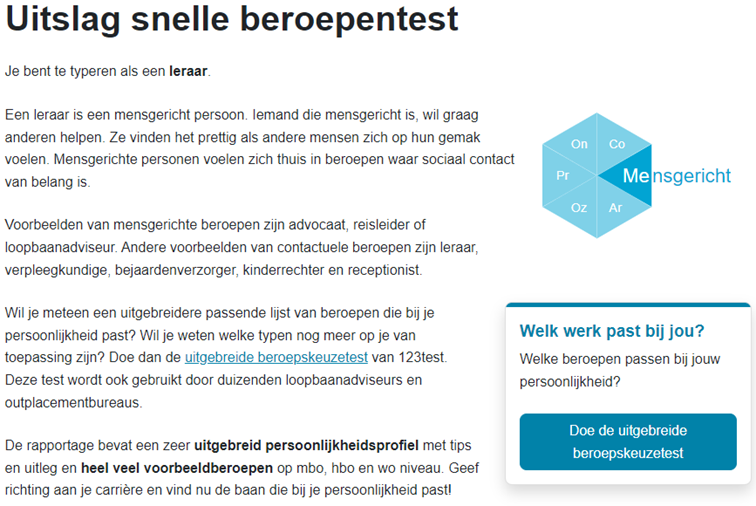 Uitslag snelle beroepentest
Je bent te typeren als een leraar.
Een leraar is een mensgericht persoon. Iemand die mensgericht is, wil graag
anderen helpen. Ze vinden het prettig als andere mensen zich op hun gemak
voelen. Mensgerichte personen voelen zich thuis in beroepen waar sociaal contact
van belang is.
Voorbeelden van mensgerichte beroepen zijn advocaat, reisleider of
loopbaanadviseur. Andere voorbeelden van contactuele beroepen zijn leraar,
verpleegkundige, bejaardenverzorger, kinderrechter en receptionist.
Wil je meteen een uitgebreidere passende lijst van beroepen die bij je
persoonlijkheid past? Wil je weten welke typen nog meer op je van
toepassing zijn? Doe dan de uitgebreide beroepskeuzetest van 123test.
Deze test wordt ook gebruikt door duizenden loopbaanadviseurs en
outplacementbureaus.
De rapportage bevat een zeer uitgebreid persoonlijkheidsprofiel met tips
en uitleg en heel veel voorbeeldberoepen op mbo, hbo en wo niveau. Geef
richting aan je carrière en vind nu de baan die bij je persoonlijkheid past!
On Co
Pr Mensgericht
Oz Ar
Welk werk past bij jou?
Welke beroepen passen bij jouw
persoonlijkheid?
Doe de uitgebreide
beroepskeuzetest